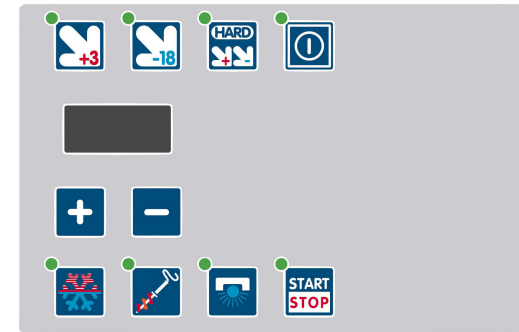 +3
-18
HARD
+ -
+
-
START
STOP